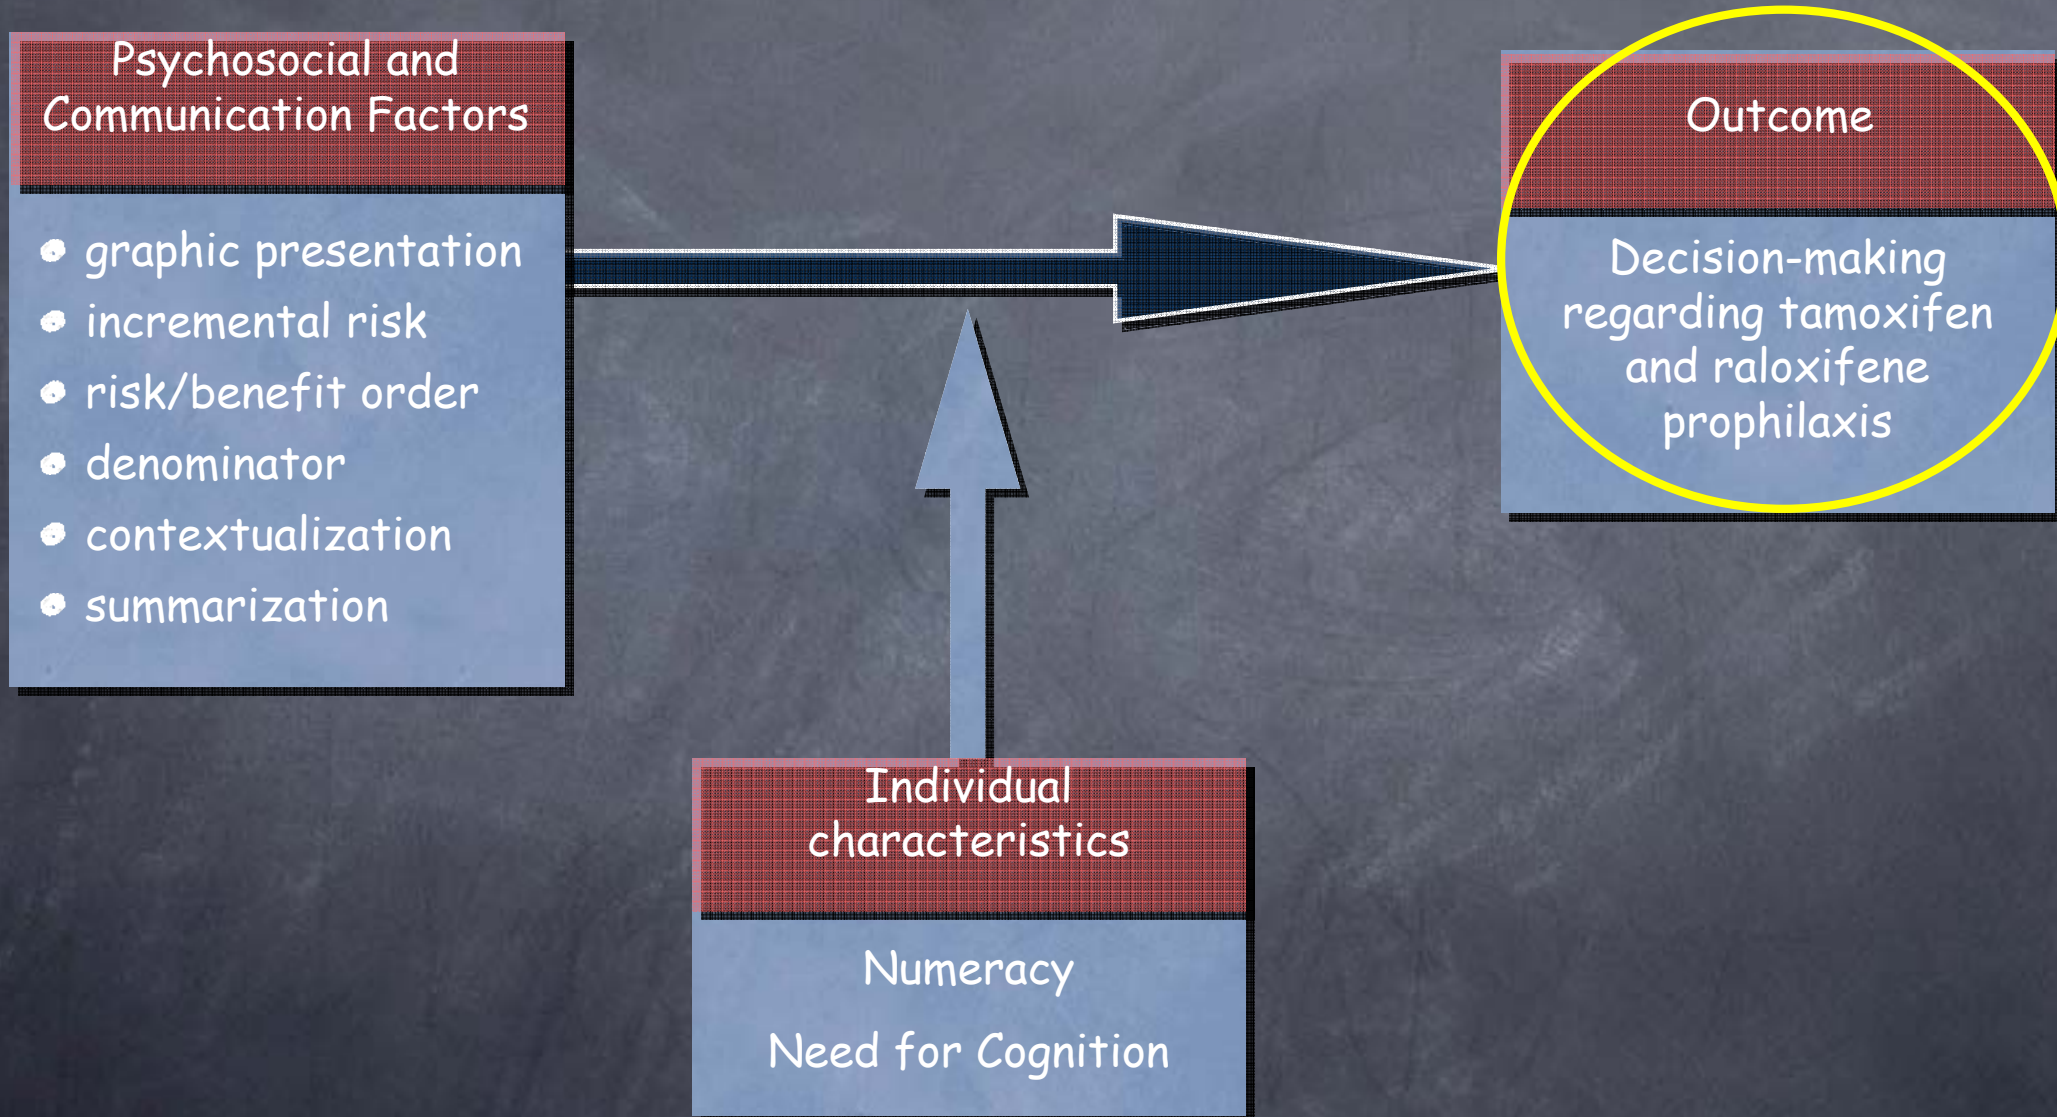 Psychosocial and
Communication Factors
graphic presentation
incremental risk
risk/benefit order
denominator
contextualization
summarization
Outcome
Decision-making
regarding tamoxifen
and raloxifene
prophilaxis
Individual
characteristics
Numeracy
Need for Cognition